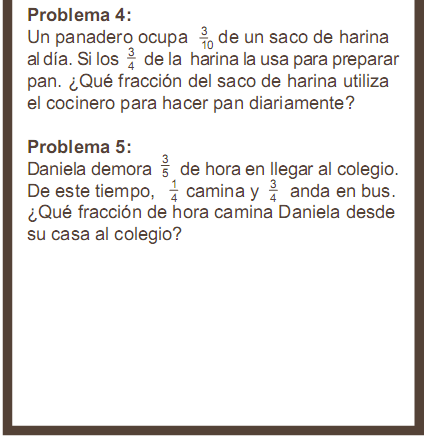 Problema 4:
Un panadero ocupa 3/10 de un saco de harina
al día. Si los 3/4 de la harina la usa para preparar
pan. ¿Qué fracción del saco de harina utiliza
el cocinero para hacer pan diariamente?
Problema 5:
Daniela demora 3/5 de hora en llegar al colegio.
De este tiempo, 1/4 camina y 3/4 anda en bus.
¿Qué fracción de hora camina Daniela desde
su casa al colegio?